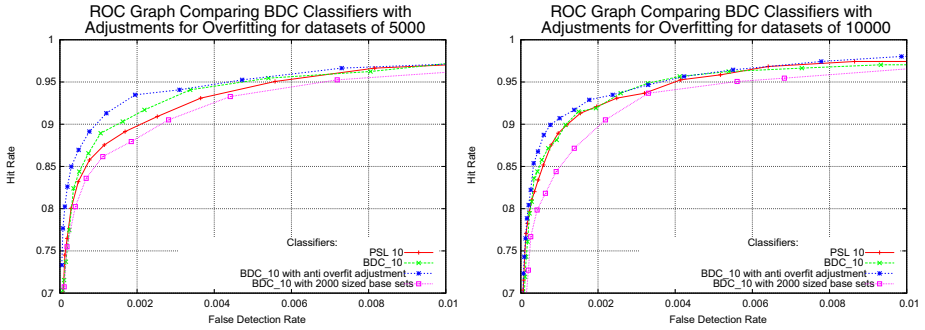 ROC Graph Comparing BDC Classifiers with
Adjustments for Overfitting for datasets of 5000
1
0.95
0.9
0.85
0.8
0.75
0.7
Hit Rate
0
0.002
0.004
0.006
0.008
0.01
False Detection Rate
Classifiers:
PSL 10
BDC_10
BDC_10 with anti overfit adjustment
BDC_10 with 2000 sized base sets
ROC Graph Comparing BDC Classifiers with
Adjustments for Overfitting for datasets of 10000
1
0.95
0.9
0.85
0.8
0.75
0.7
Hit Rate
0
0.002
0.004
0.006
0.008
0.01
False Detection Rate
Classifiers:
PSL 10
BDC_10
BDC_10 with anti overfit adjustment
BDC_10 with 2000 sized base sets